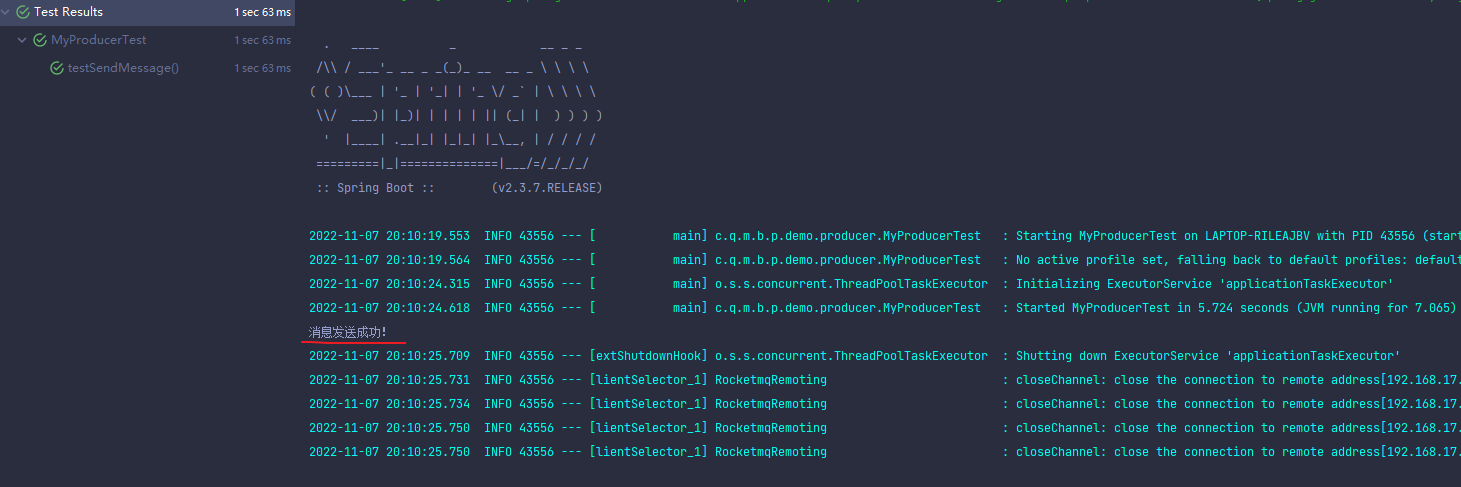 Test Results 1 sec 63 ms
MyProducerTest 1 sec 63 ms
testSendMessage() 1 sec 63 ms
  .   ____          _            __ _ _
 /\\ / ___'_ __ _ _(_)_ __  __ _ \ \ \ \
( ( )\___ | '_ | '_| | '_ \/ _` | \ \ \ \
 \\/  ___)| |_)| | | | | || (_| |  ) ) ) )
  '  |____| .__|_| |_|_| |_\__, | / / / /
 =========|_|==============|___/=/_/_/_/
 :: Spring Boot ::        (v2.3.7.RELEASE)
2022-11-07 20:10:19.553  INFO 43556 --- [           main] c.q.m.b.p.demo.producer.MyProducerTest   : Starting MyProducerTest on LAPTOP-RILEAJBV with PID 43556 (star
2022-11-07 20:10:19.564  INFO 43556 --- [           main] c.q.m.b.p.demo.producer.MyProducerTest   : No active profile set, falling back to default profiles: default
2022-11-07 20:10:24.315  INFO 43556 --- [           main] o.s.s.concurrent.ThreadPoolTaskExecutor  : Initializing ExecutorService 'applicationTaskExecutor'
2022-11-07 20:10:24.618  INFO 43556 --- [           main] c.q.m.b.p.demo.producer.MyProducerTest   : Started MyProducerTest in 5.724 seconds (JVM running for 7.065)
消息发送成功!
2022-11-07 20:10:25.709  INFO 43556 --- [extShutdownHook] o.s.s.concurrent.ThreadPoolTaskExecutor  : Shutting down ExecutorService 'applicationTaskExecutor'
2022-11-07 20:10:25.731  INFO 43556 --- [lientSelector_1] RocketmqRemoting                         : closeChannel: close the connection to remote address[192.168.17.
2022-11-07 20:10:25.734  INFO 43556 --- [lientSelector_1] RocketmqRemoting                         : closeChannel: close the connection to remote address[192.168.17.
2022-11-07 20:10:25.750  INFO 43556 --- [lientSelector_1] RocketmqRemoting                         : closeChannel: close the connection to remote address[192.168.17.
2022-11-07 20:10:25.750  INFO 43556 --- [lientSelector_1] RocketmqRemoting                         : closeChannel: close the connection to remote address[192.168.17.